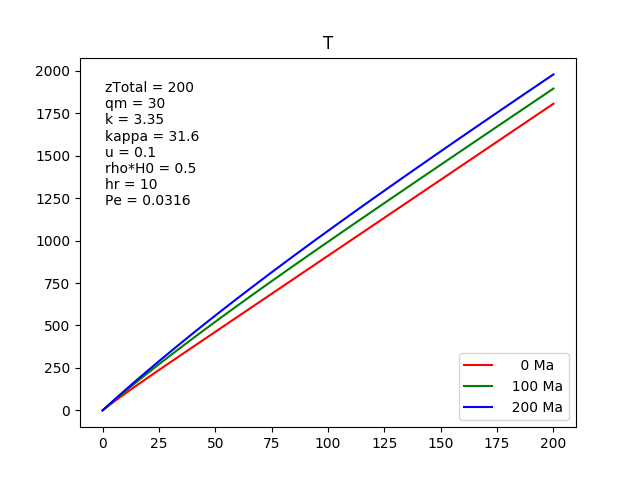 T
2000
1750
1500
1250
1000
750
500
250
0
zTotal = 200
qm = 30
k = 3.35
kappa = 31.6
u = 0.1
rho*H0 = 0.5
hr = 10
Pe = 0.0316
0 Ma
100 Ma
200 Ma
0 25 50 75 100 125 150 175 200